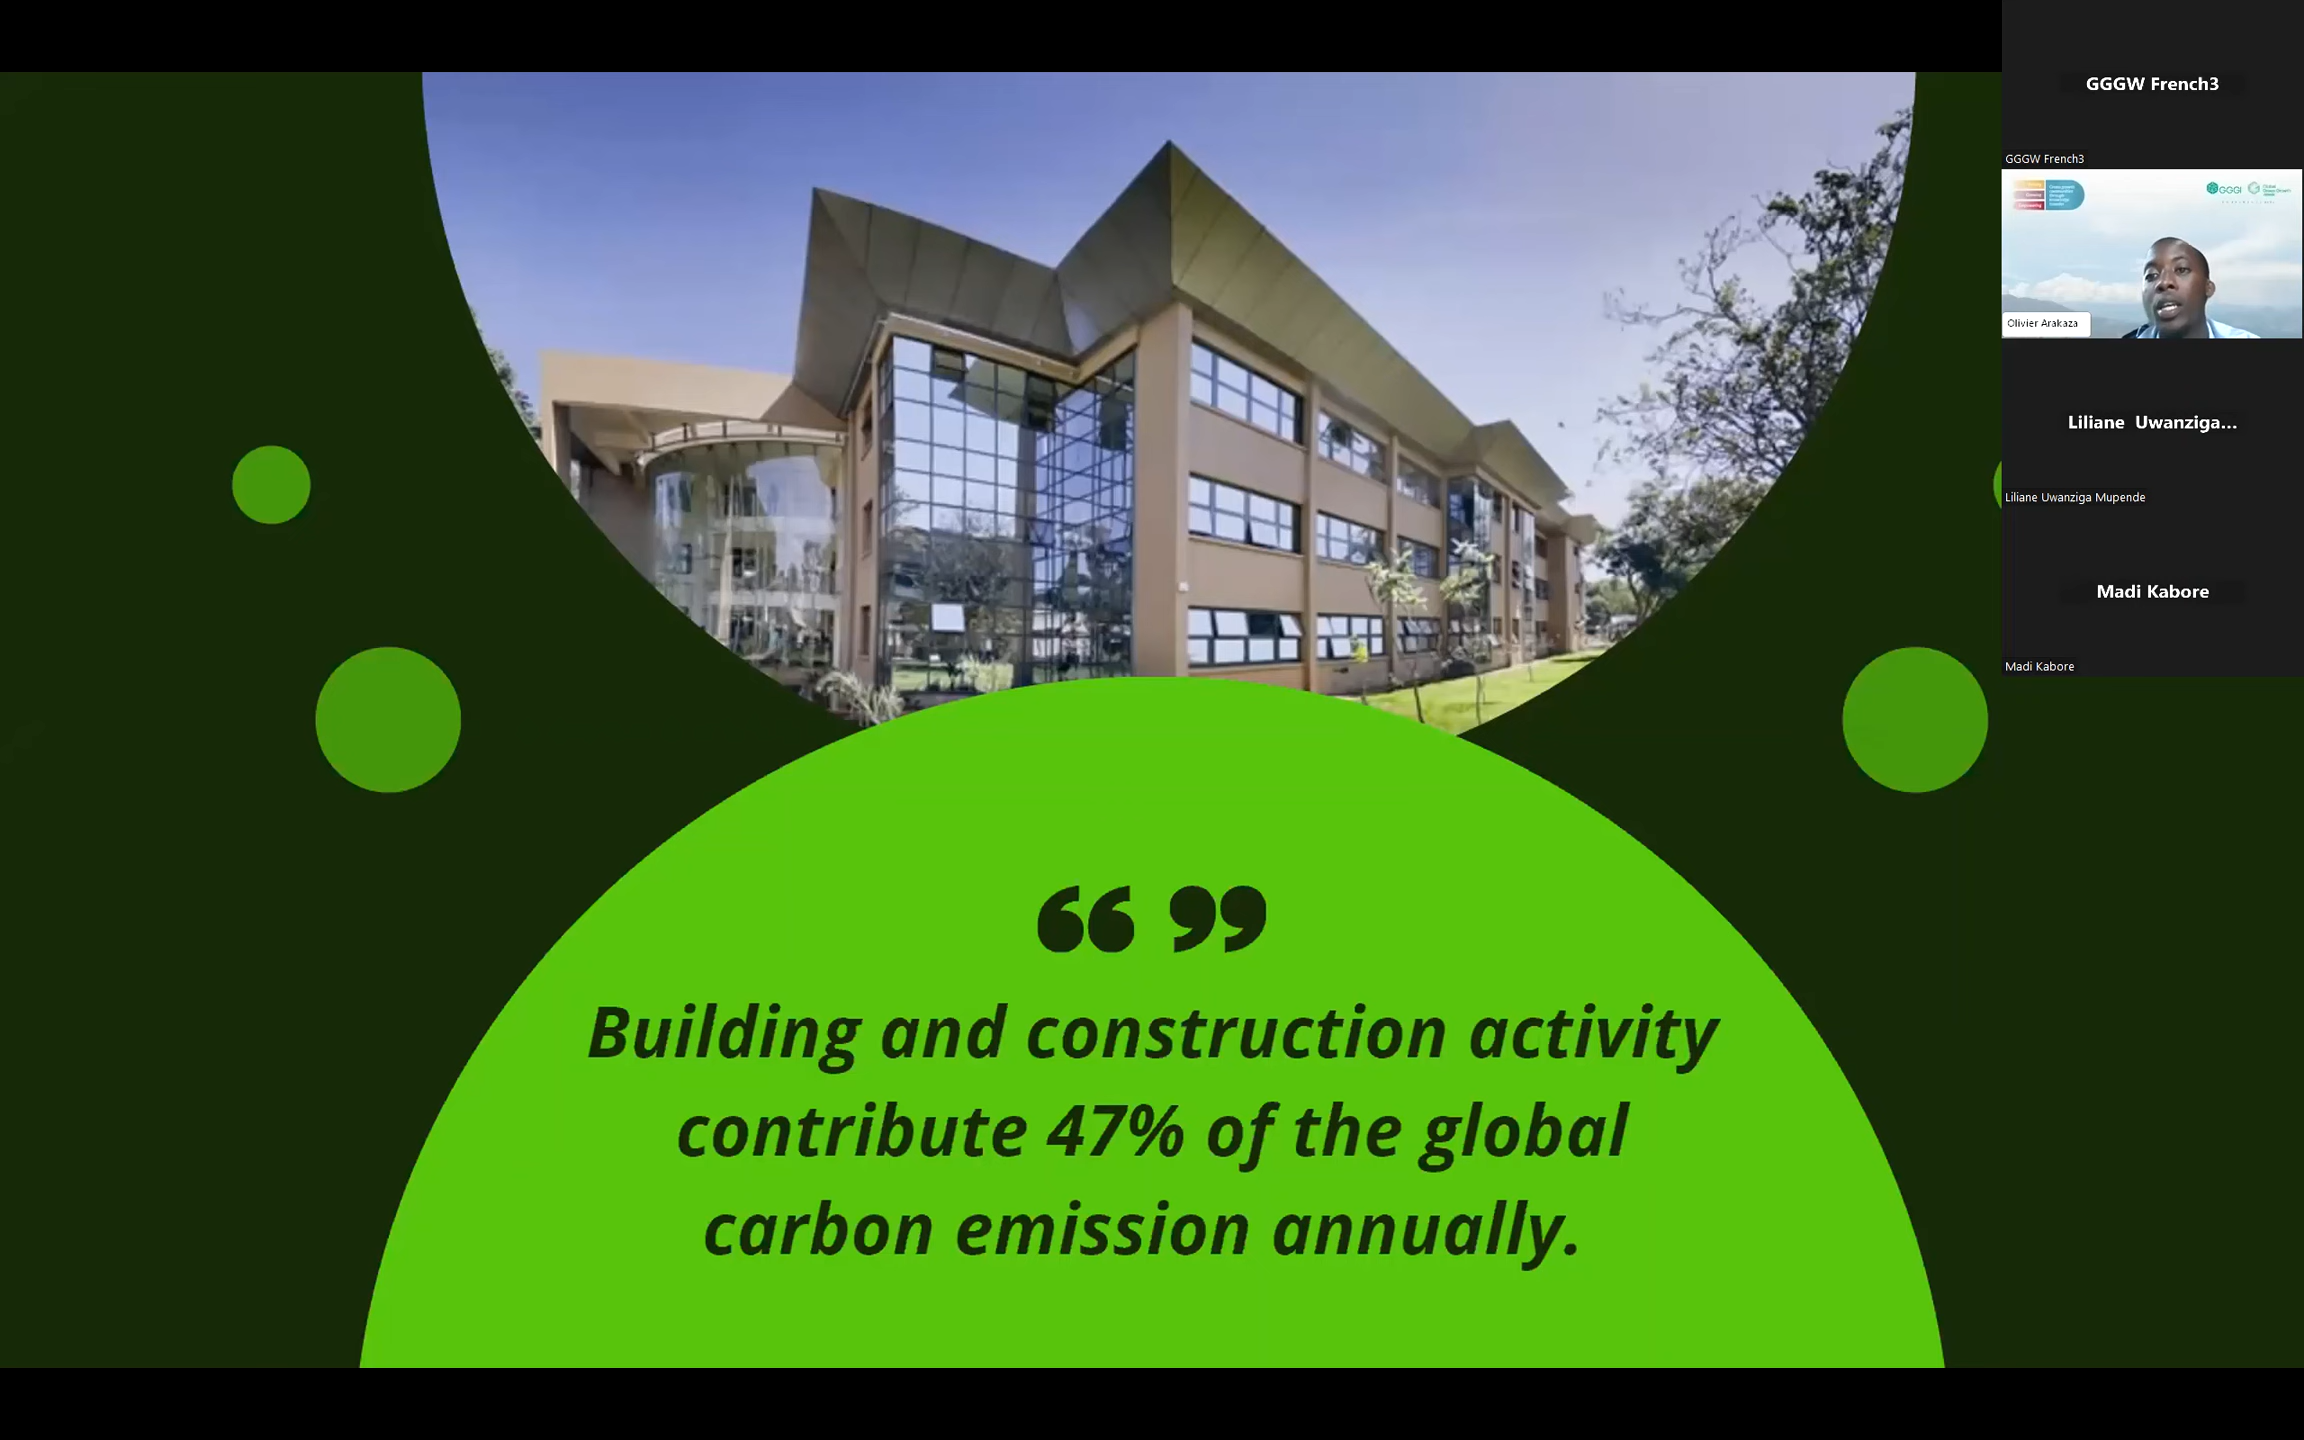 GGGW French3
GGGW French3
GGGI
Olivier Arakaza
Liliane Uwanziga...
Liliane Uwanziga Mupende
Madi Kabore
Madi Kabore
“ ”
Building and construction activity
contribute 47% of the global
carbon emission annually.